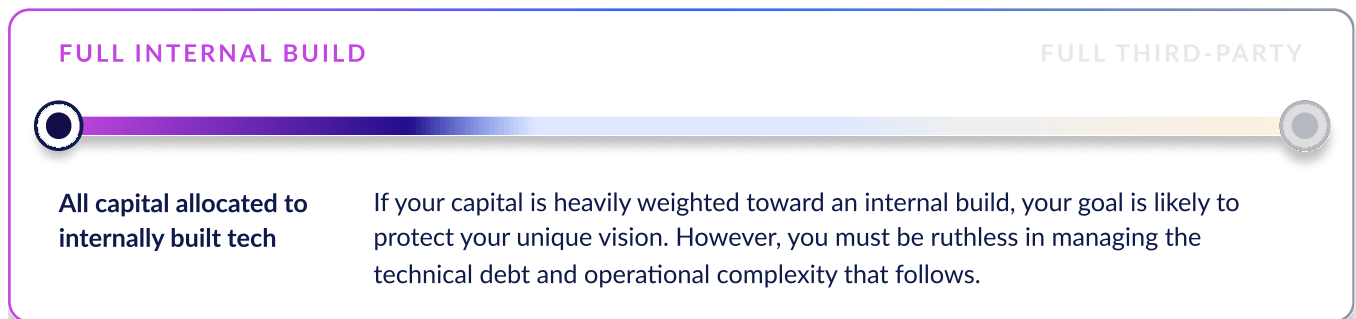 FULL INTERNAL BUILD
FULL THIRD-PARTY
All capital allocated to
internally built tech
If your capital is heavily weighted toward an internal build, your goal is likely to
protect your unique vision. However, you must be ruthless in managing the
technical debt and operational complexity that follows.